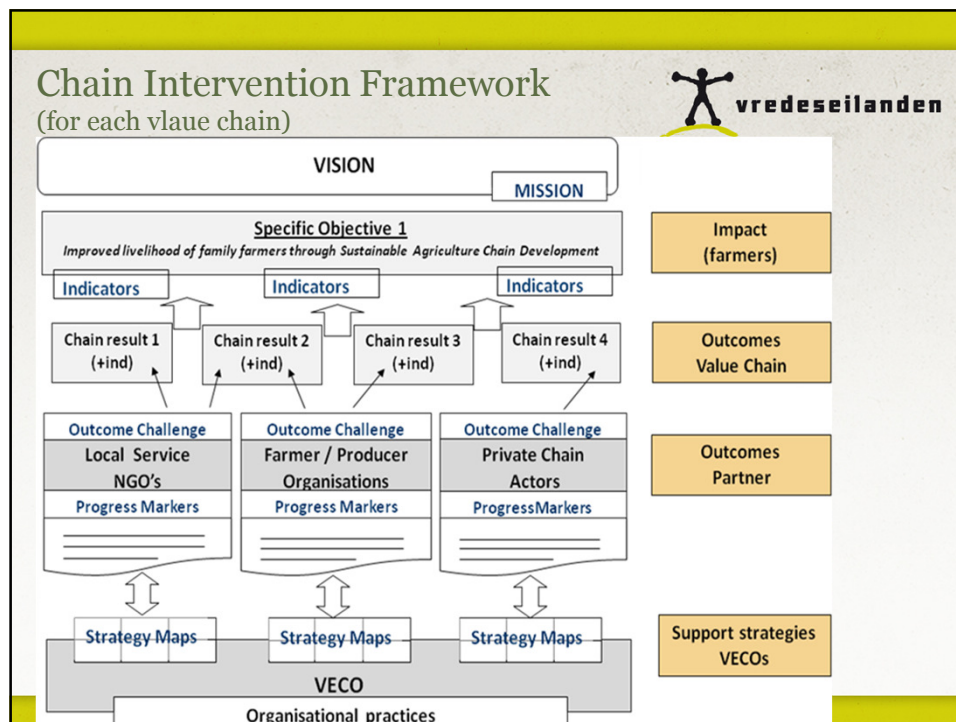 Chain Intervention Framework
(for each vlaue chain)
vredeseilanden
VISION
MISSION
Specific Objective 1
Improved livelihood of family farmers through Sustainable Agriculture Chain Development
Impact
(farmers)
Indicators
Indicators
Indicators
Chain result 1
(+ind)
Chain result 2
(+ind)
Chain result 3
(+ind)
Chain result 4
(+ind)
Outcomes
Value Chain
Outcome Challenge
Local Service
NGO's
Progress Markers
Outcome Challenge
Farmer / Producer
Organisations
Progress Markers
Outcome Challenge
Private Chain
Actors
ProgressMarkers
Outcomes
Partner
Strategy Maps
Strategy Maps
Strategy Maps
Support strategies
VECOs
VECO
Organisational practices